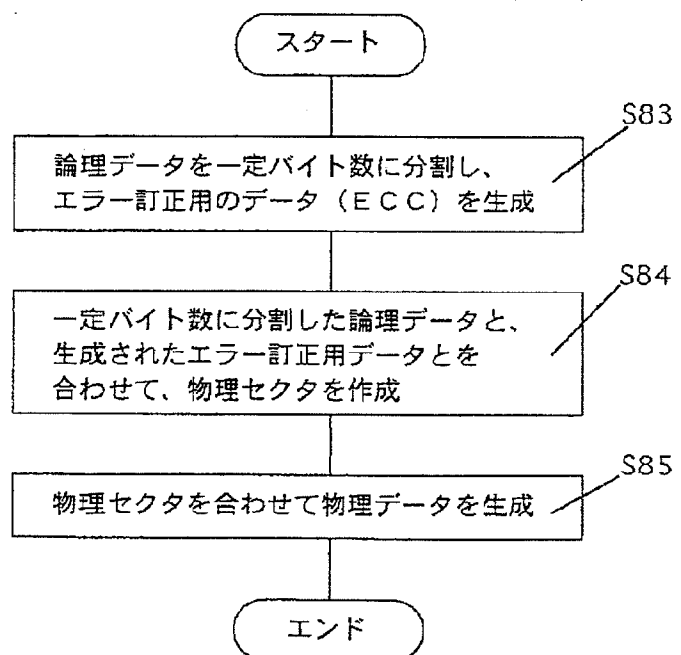 スタート
S83
論理データを一定バイト数に分割し、
エラー訂正用のデータ（ＥＣＣ）を生成
S84
一定バイト数に分割した論理データと、
生成されたエラー訂正用データとを
合わせて、物理セクタを作成
S85
物理セクタを合わせて物理データを生成
エンド